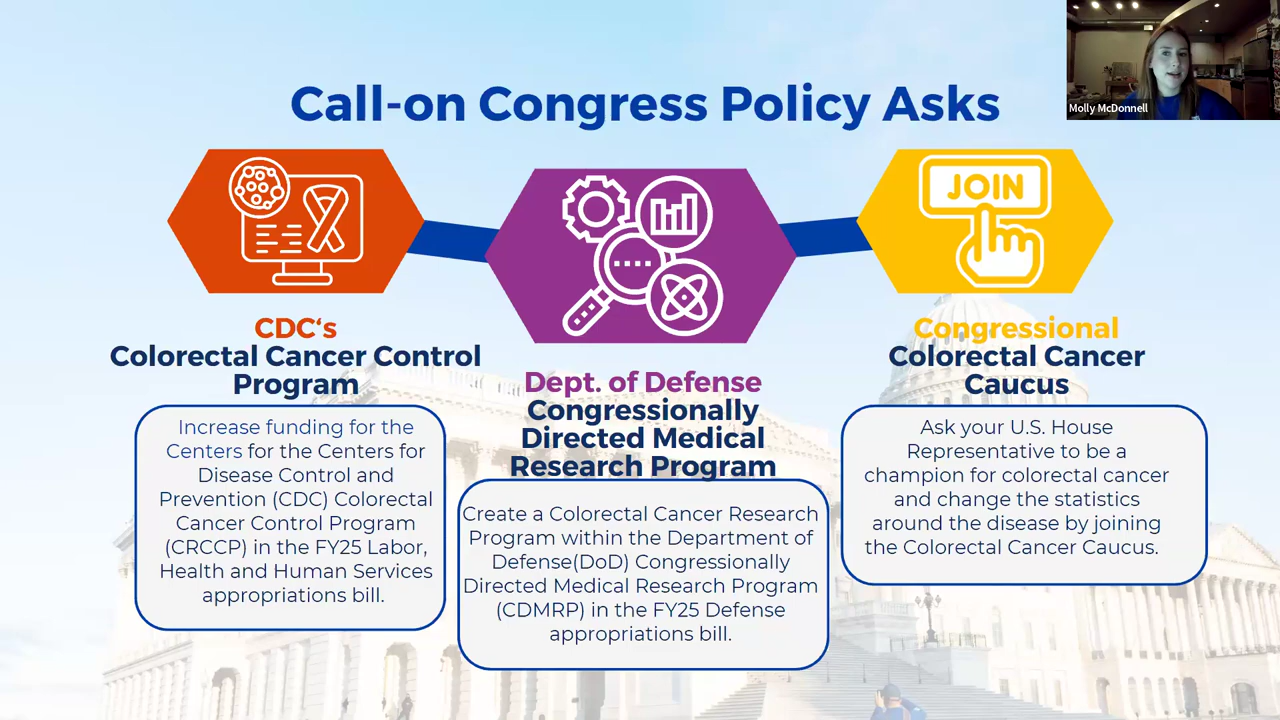 Call-on Congress Policy Asks
Molly McDonnell
JOIN
CDC‘s
Colorectal Cancer Control
Program
Increase funding for the
Centers for the Centers for
Disease Control and
Prevention (CDC) Colorectal
Cancer Control Program
(CRCCP) in the FY25 Labor,
Health and Human Services
appropriations bill.
Dept. of Defense
Congressionally
Directed Medical
Research Program
Create a Colorectal Cancer Research
Program within the Department of
Defense(DoD) Congressionally
Directed Medical Research Program
(CDMRP) in the FY25 Defense
appropriations bill.
Congressional
Colorectal Cancer
Caucus
Ask your U.S. House
Representative to be a
champion for colorectal cancer
and change the statistics
around the disease by joining
the Colorectal Cancer Caucus.